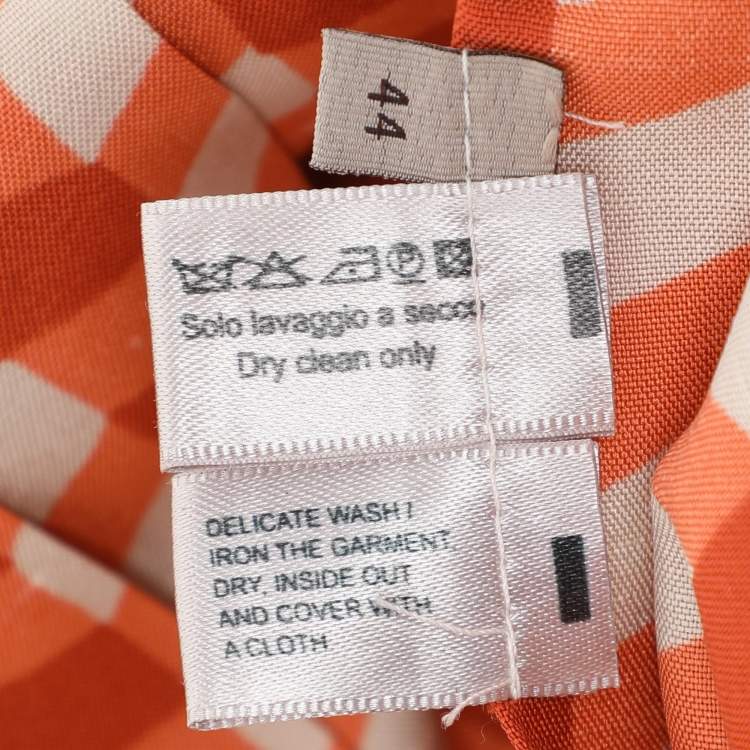 44
Solo lavaggio a secco
Dry clean only
DELICATE WASH !
IRON THE GARMENT
DRY, INSIDE OUT
AND COVER WITH
A CLOTH